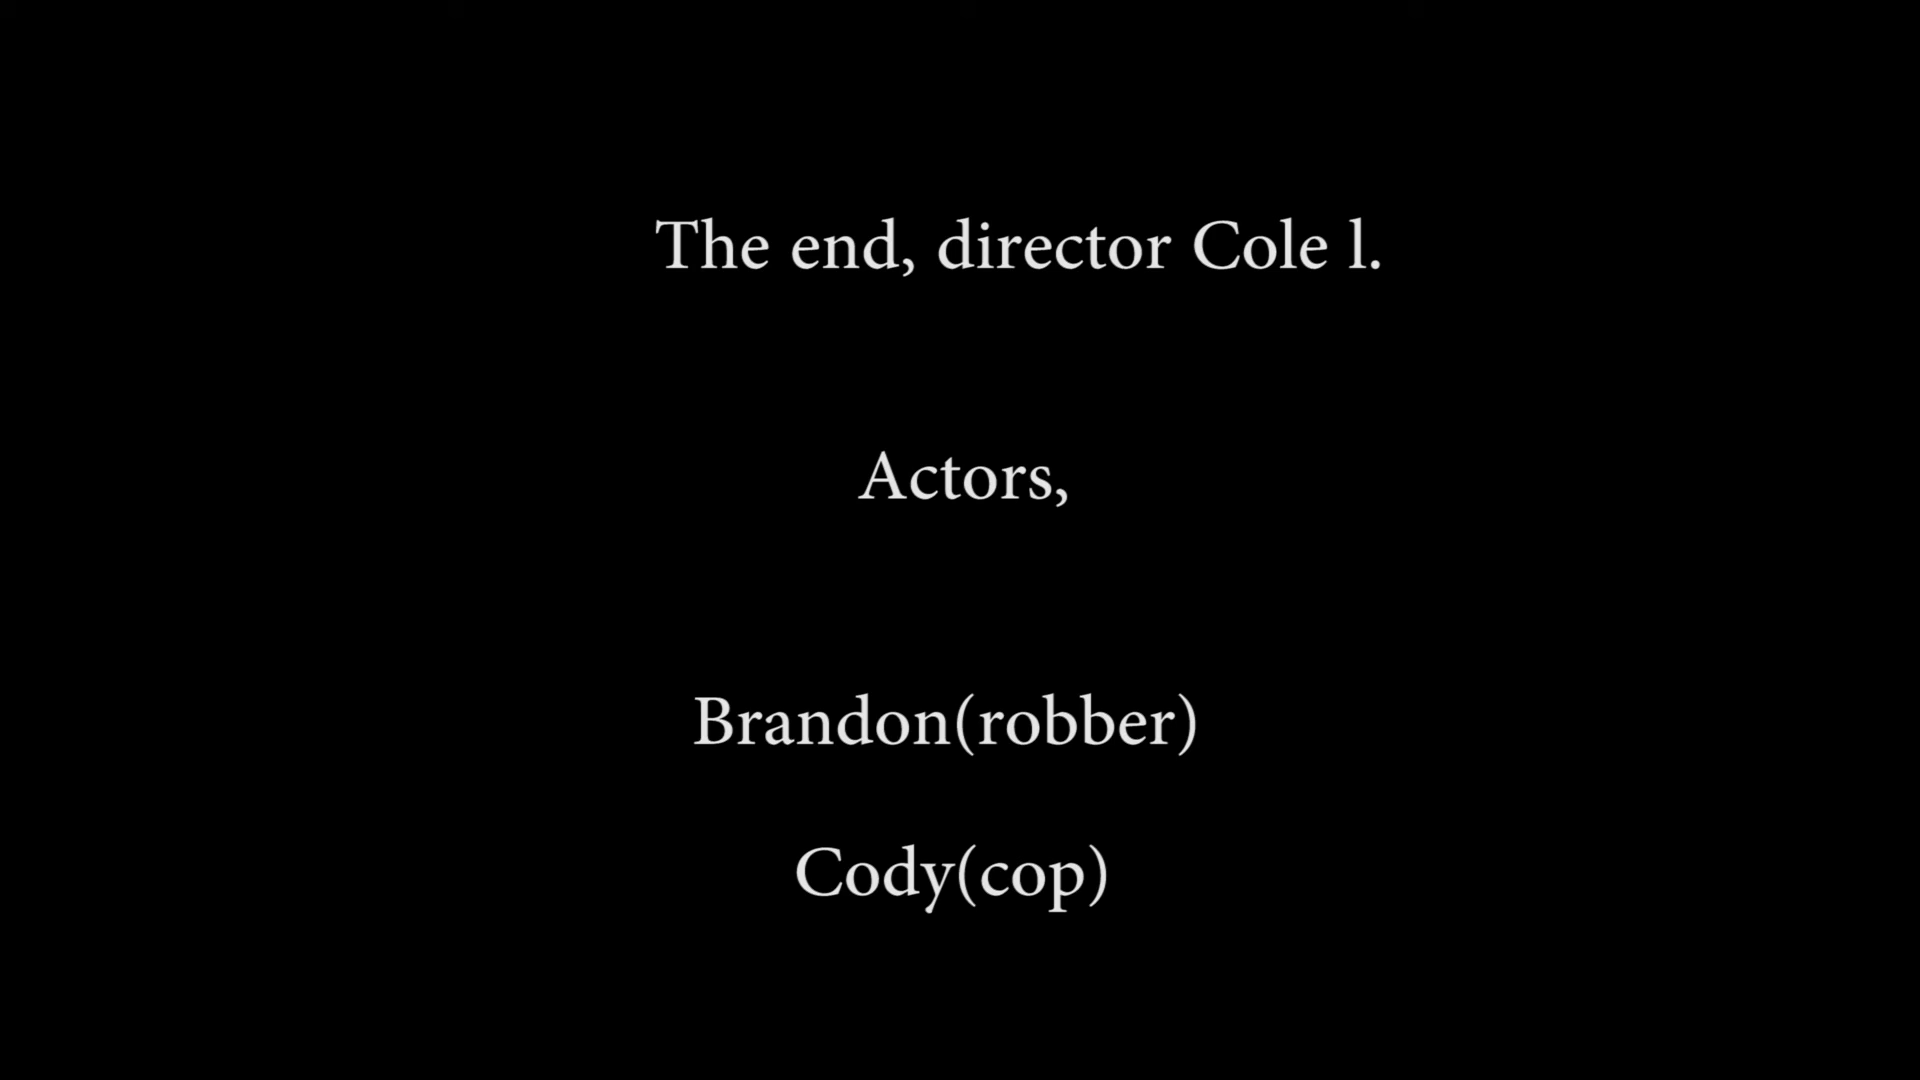 The end, director Cole l.
Actors,
Brandon(robber)
Cody(cop)